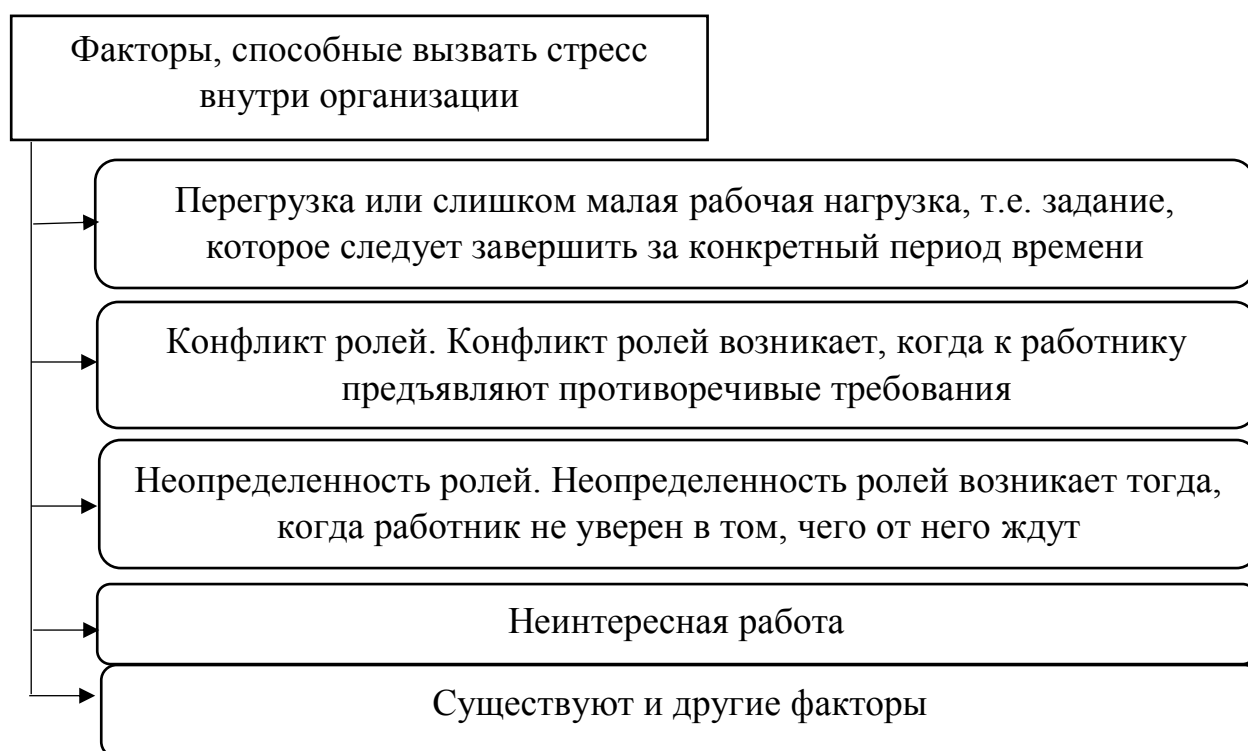 Факторы, способные вызвать стресс
внутри организации
Перегрузка или слишком малая рабочая нагрузка, т.е. задание,
которое следует завершить за конкретный период времени
Конфликт ролей. Конфликт ролей возникает, когда к работнику
предъявляют противоречивые требования
Неопределенность ролей. Неопределенность ролей возникает тогда,
когда работник не уверен в том, чего от него ждут
Неинтересная работа
Существуют и другие факторы